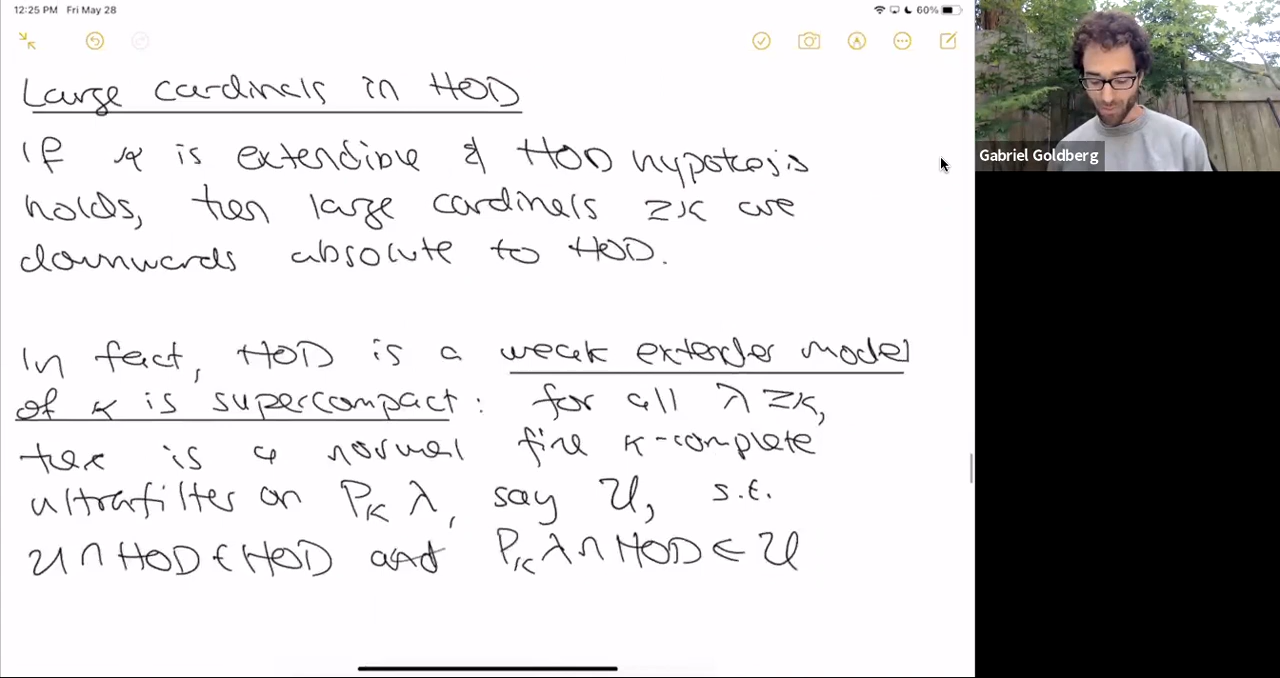 12:25 PM Fri May 28
60%
Large cardinals in HOD
If κ is extendible & HOD hypotesis
holds, then large cardinals ≥κ are
downwards absolute to HOD.
In fact, HOD is a weak extender model
of κ is supercompact: for all λ ≥κ,
there is a normal fine κ-complete
ultrafilter on P_κ λ, say U, s.t.
U ∩ HOD ∈ HOD and P_κ λ ∩ HOD ∈ U
Gabriel Goldberg